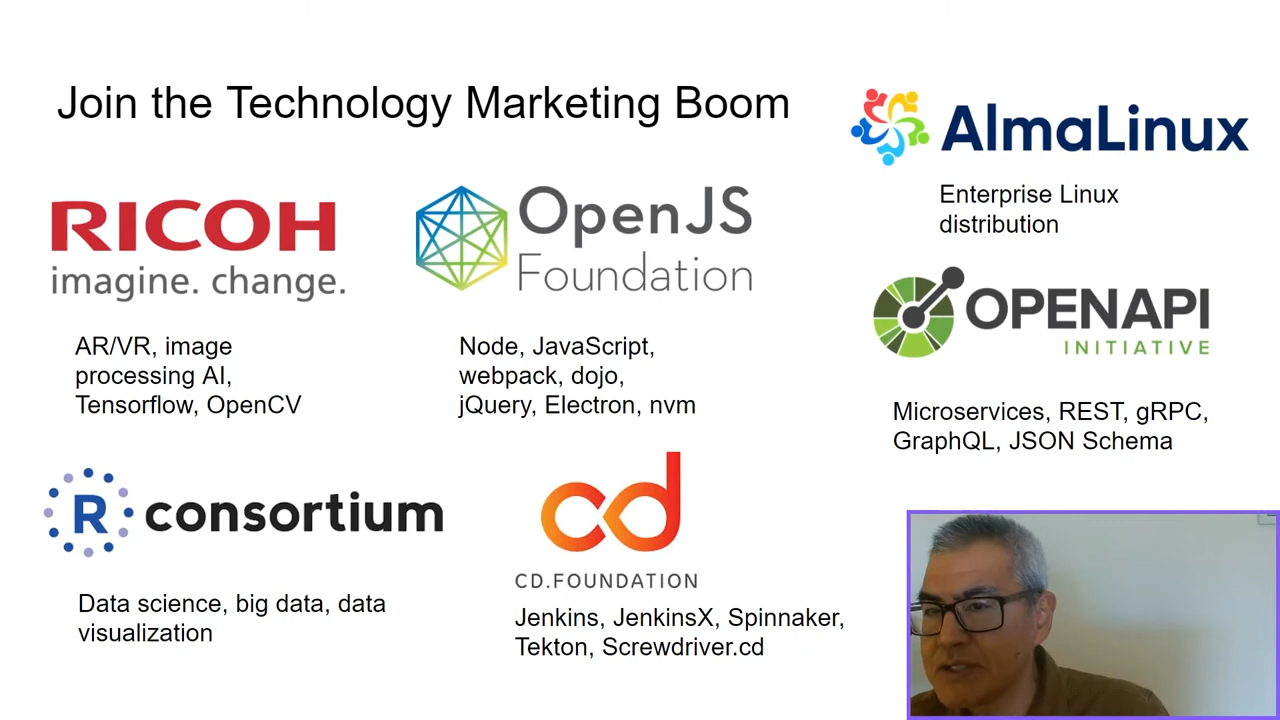 Join the Technology Marketing Boom
AlmaLinux
Enterprise Linux
distribution
RICOH
imagine. change.
AR/VR, image
processing AI,
Tensorflow, OpenCV
OpenJS
Foundation
Node, JavaScript,
webpack, dojo,
jQuery, Electron, nvm
OPENAPI
INITIATIVE
Microservices, REST, gRPC,
GraphQL, JSON Schema
R consortium
Data science, big data, data
visualization
cd
CD.FOUNDATION
Jenkins, JenkinsX, Spinnaker,
Tekton, Screwdriver.cd